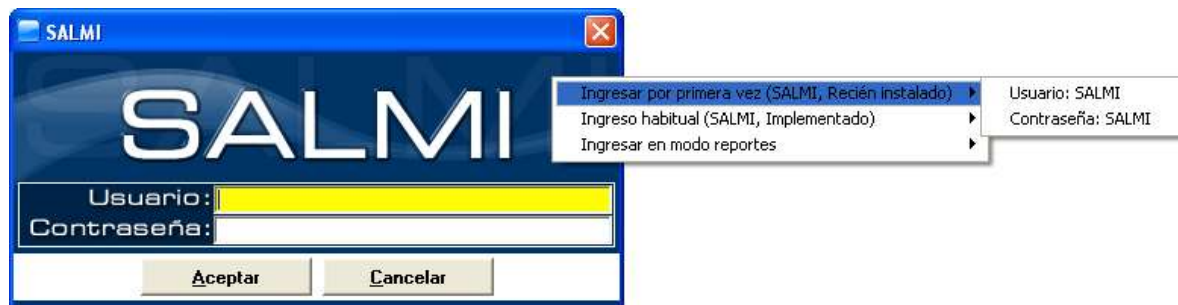 SALMI
SALMI
Usuario:
Contraseña:
Aceptar
Cancelar
Ingresar por primera vez (SALMI, Recién instalado)
Ingreso habitual (SALMI, Implementado)
Ingresar en modo reportes
Usuario: SALMI
Contraseña: SALMI